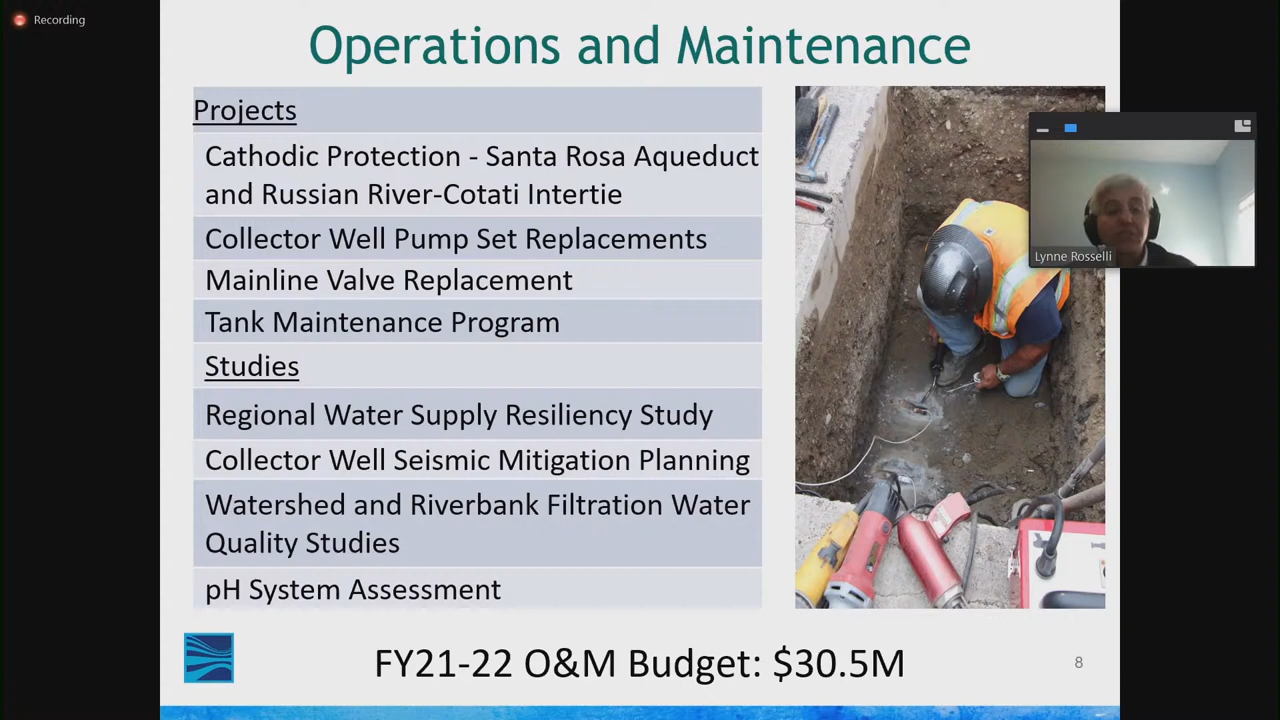 Recording
Operations and Maintenance
Projects
Cathodic Protection - Santa Rosa Aqueduct
and Russian River-Cotati Intertie
Collector Well Pump Set Replacements
Mainline Valve Replacement
Tank Maintenance Program
Studies
Regional Water Supply Resiliency Study
Collector Well Seismic Mitigation Planning
Watershed and Riverbank Filtration Water
Quality Studies
pH System Assessment
Lynne Rosselli
FY21-22 O&M Budget: $30.5M
8